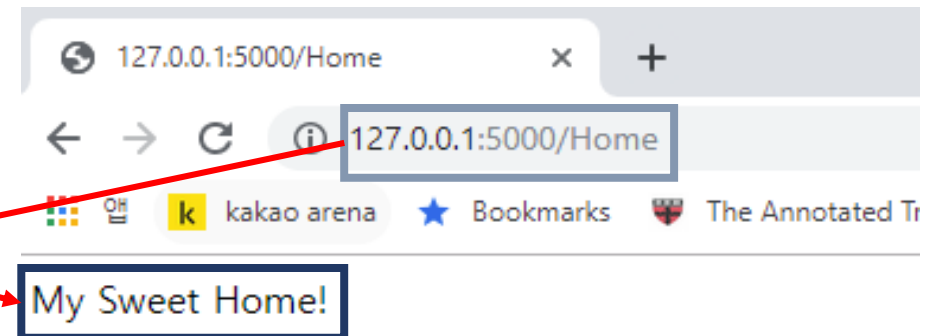 127.0.0.1:5000/Home
127.0.0.1:5000/Home
앱 k kakao arena Bookmarks The Annotated Tr
My Sweet Home!